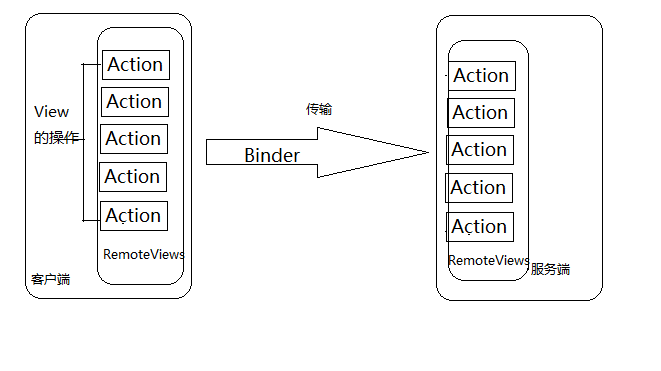 View
的操作
Action
Action
Action
Action
Action
RemoteViews
客户端
传输
Binder
Action
Action
Action
Action
Action
RemoteViews
服务端